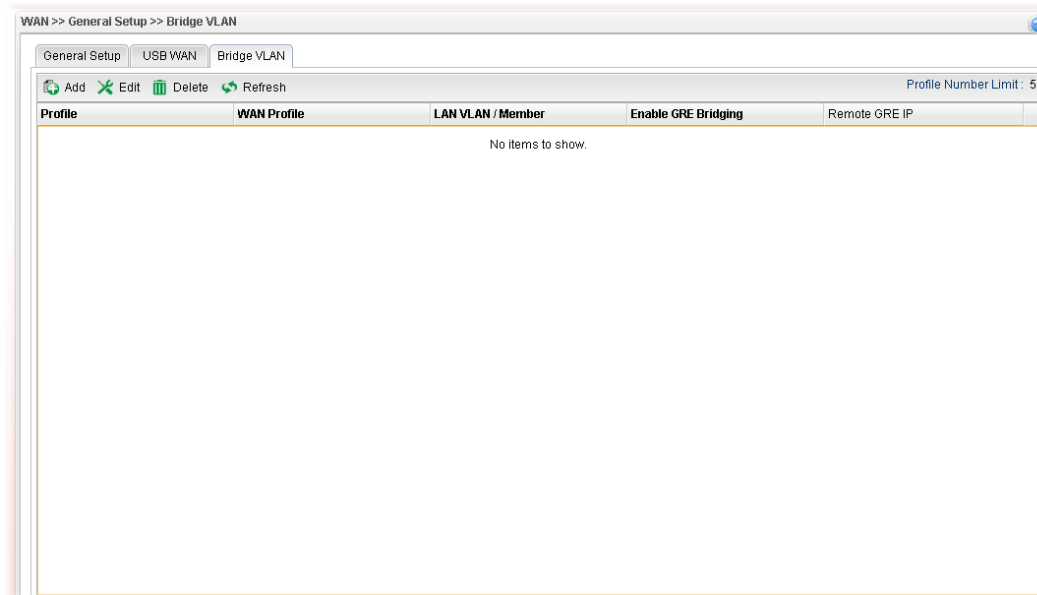 WAN >> General Setup >> Bridge VLAN
General Setup USB WAN Bridge VLAN
Add Edit Delete Refresh Profile Number Limit : 5
Profile WAN Profile LAN VLAN / Member Enable GRE Bridging Remote GRE IP
No items to show.